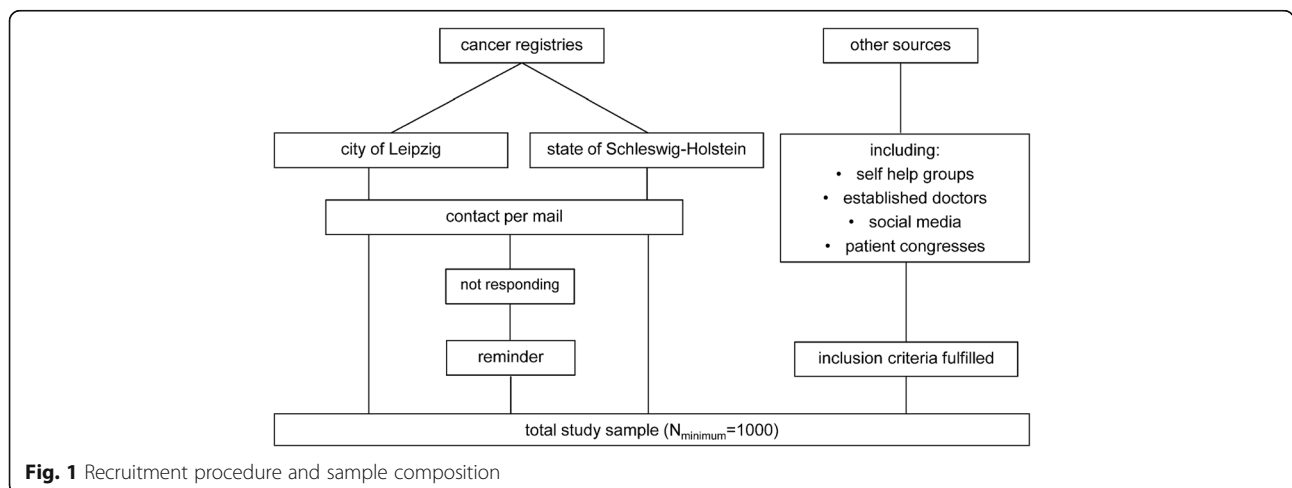 cancer registries
other sources
city of Leipzig
state of Schleswig-Holstein
including:
• self help groups
• established doctors
• social media
• patient congresses
contact per mail
not responding
reminder
inclusion criteria fulfilled
total study sample (Nminimum=1000)
Fig. 1 Recruitment procedure and sample composition